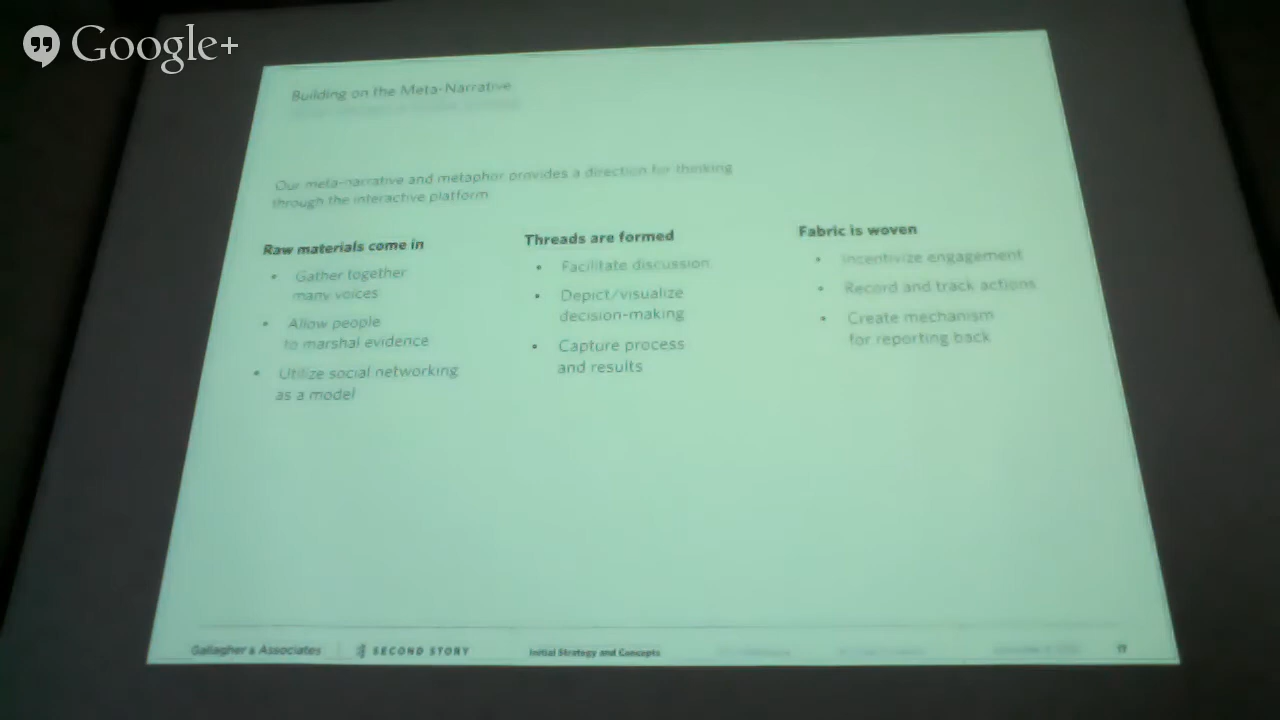 Google+
Building on the Meta-Narrative
Our meta-narrative and metaphor provides a direction for thinking
through the interactive platform
Raw materials come in
• Gather together
many voices
• Allow people
to marshal evidence
• Utilize social networking
as a model
Threads are formed
• Facilitate discussion
• Depict/visualize
decision-making
• Capture process
and results
Fabric is woven
• Incentivize engagement
• Record and track actions
• Create mechanism
for reporting back
Gallagher & Associates
SECOND STORY
Initial Strategy and Concepts